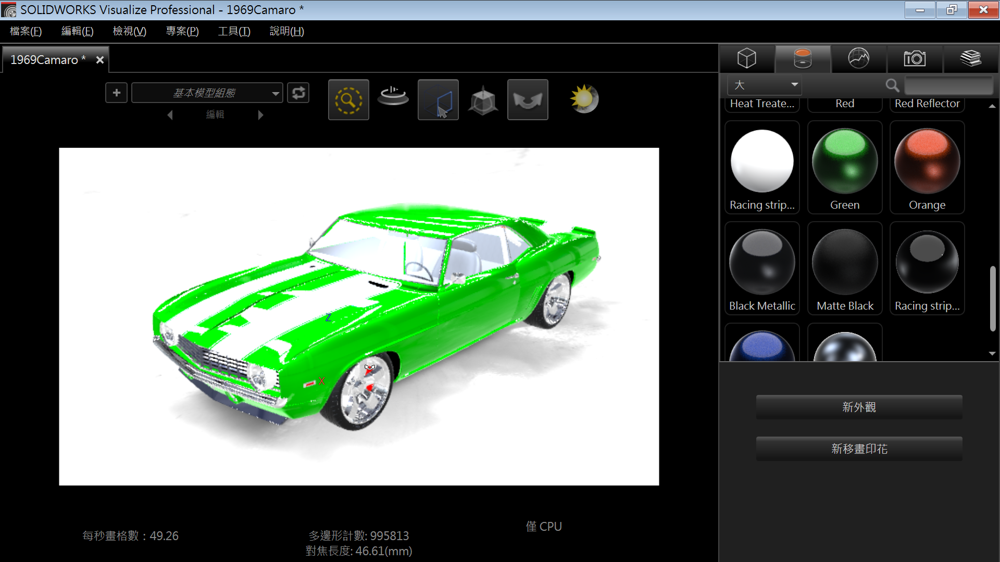 SOLIDWORKS Visualize Professional - 1969Camaro *
檔案(F) 編輯(E) 檢視(V) 專案(P) 工具(T) 說明(H)
1969Camaro *
基本模型組態
編輯
大
Heat Treate... Red Red Reflector
Racing strip... Green Orange
Black Metallic Matte Black Racing strip...
Z
X
新外觀
新移畫印花
僅 CPU
每秒畫格數：49.26
多邊形計數: 995813
對焦長度: 46.61(mm)